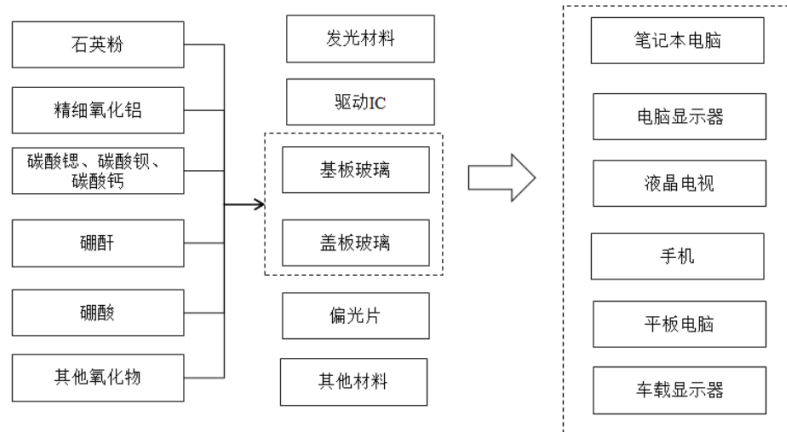 石英粉
精细氧化铝
碳酸锶、碳酸钡、
碳酸钙
硼酐
硼酸
其他氧化物
发光材料
驱动IC
基板玻璃
盖板玻璃
偏光片
其他材料
笔记本电脑
电脑显示器
液晶电视
手机
平板电脑
车载显示器